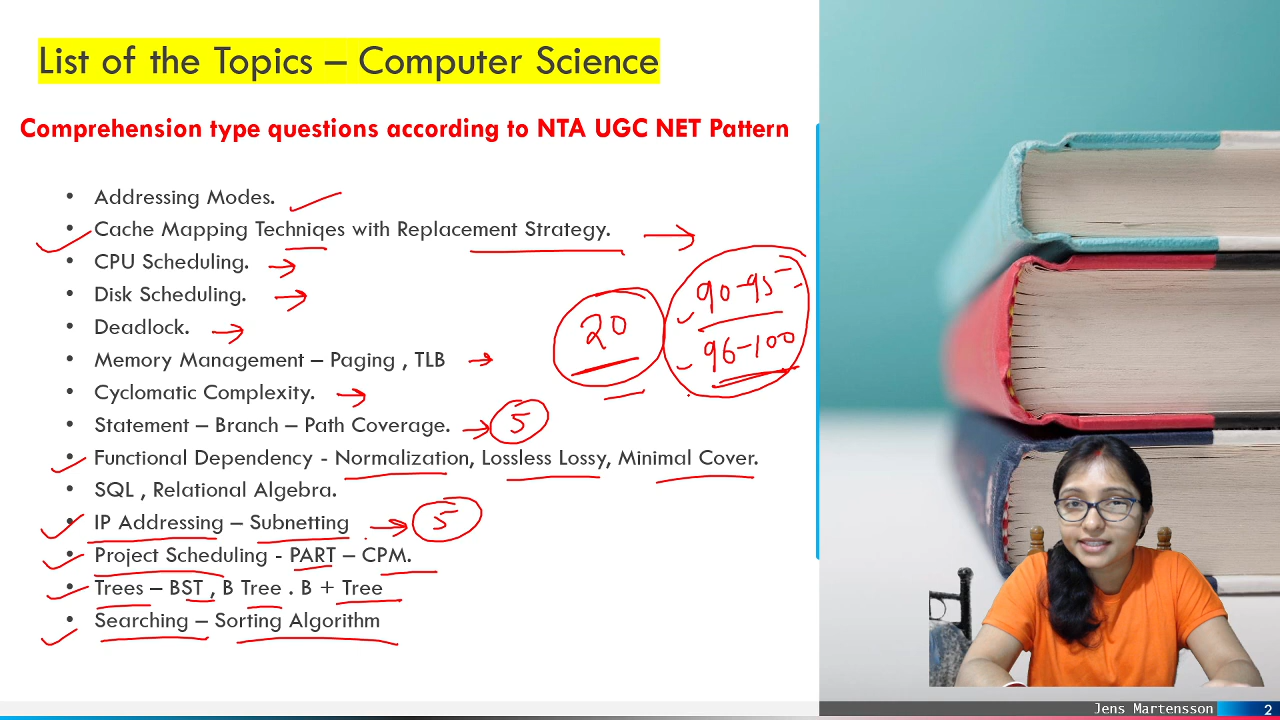 List of the Topics – Computer Science
Comprehension type questions according to NTA UGC NET Pattern
• Addressing Modes.
• Cache Mapping Techniqes with Replacement Strategy.
• CPU Scheduling.
• Disk Scheduling.
• Deadlock.
• Memory Management – Paging , TLB
• Cyclomatic Complexity.
• Statement – Branch – Path Coverage.
• Functional Dependency - Normalization, Lossless Lossy, Minimal Cover.
• SQL , Relational Algebra.
• IP Addressing – Subnetting
• Project Scheduling - PART – CPM.
• Trees – BST , B Tree . B + Tree
• Searching – Sorting Algorithm
20
90-95
96-100
5
5
Jens Martensson
2